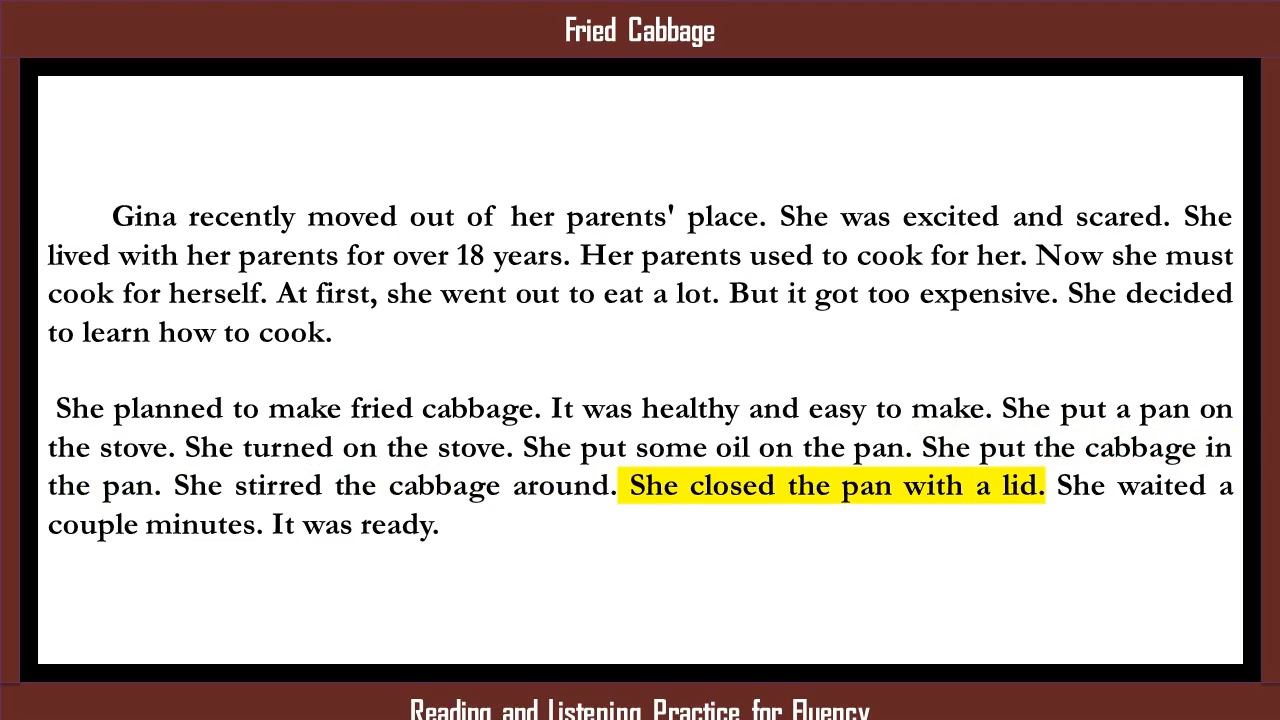 Fried Cabbage
Gina recently moved out of her parents' place. She was excited and scared. She
lived with her parents for over 18 years. Her parents used to cook for her. Now she must
cook for herself. At first, she went out to eat a lot. But it got too expensive. She decided
to learn how to cook.
She planned to make fried cabbage. It was healthy and easy to make. She put a pan on
the stove. She turned on the stove. She put some oil on the pan. She put the cabbage in
the pan. She stirred the cabbage around. She closed the pan with a lid. She waited a
couple minutes. It was ready.
Reading and Listening Practice for Fluency